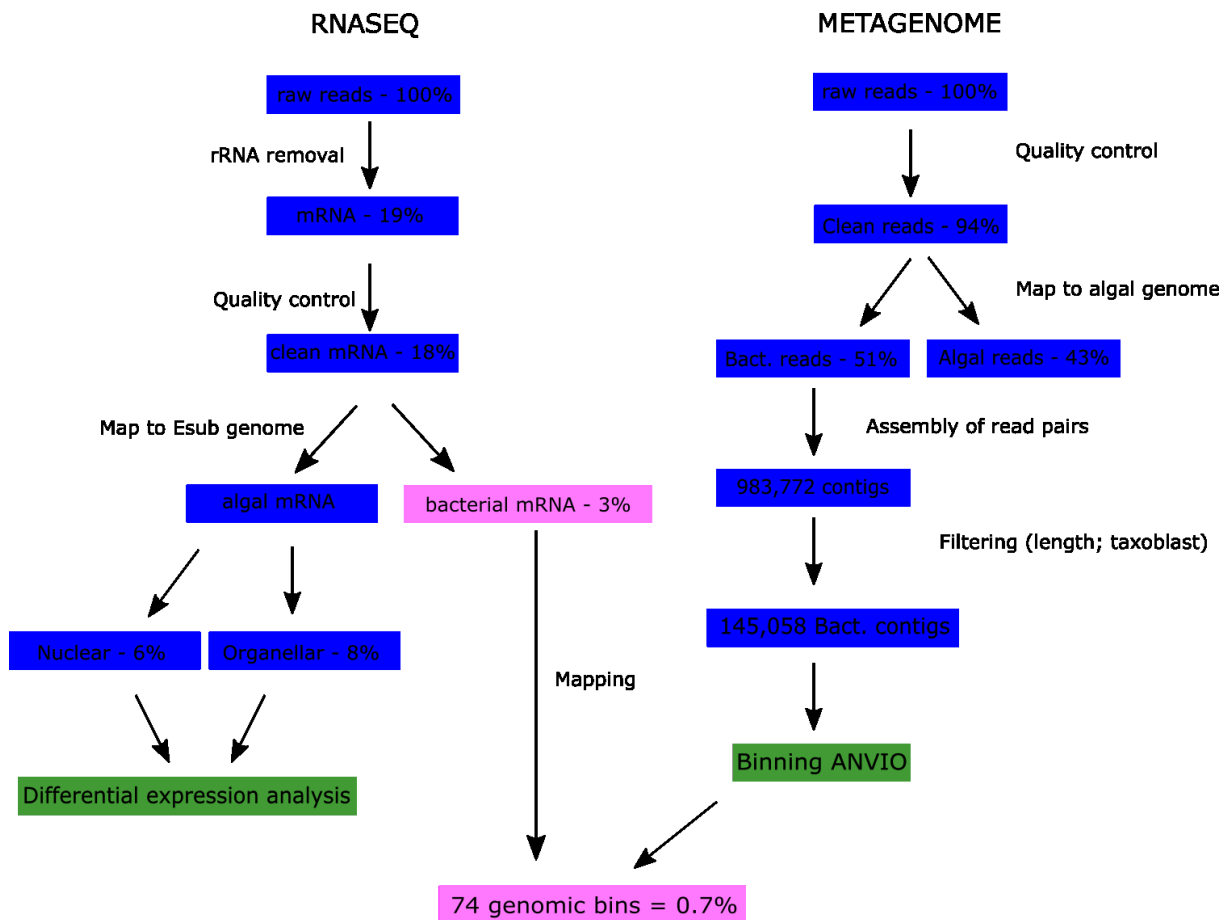 RNASEQ
raw reads - 100%
rRNA removal
mRNA - 19%
Quality control
clean mRNA - 18%
Map to Esub genome
algal mRNA
bacterial mRNA - 3%
Nuclear - 6%
Organellar - 8%
Mapping
Differential expression analysis
METAGENOME
raw reads - 100%
Quality control
Clean reads - 94%
Map to algal genome
Bact. reads - 51%
Algal reads - 43%
Assembly of read pairs
983,772 contigs
Filtering (length; taxoblast)
145,058 Bact. contigs
Binning ANVIO
74 genomic bins = 0.7%